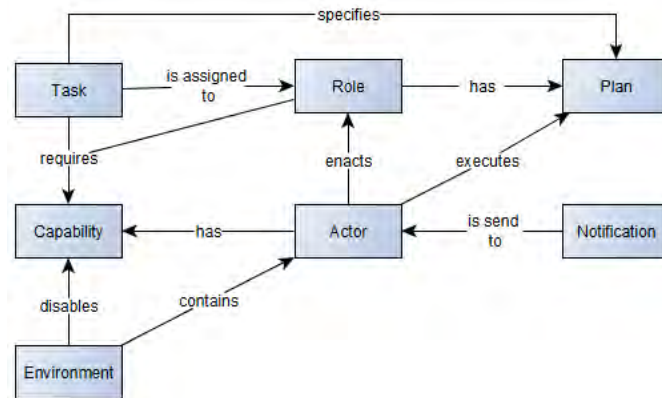 specifies
Task
is assigned
to
Role
has
Plan
requires
enacts
executes
Capability
has
Actor
is send
to
Notification
disables
contains
Environment